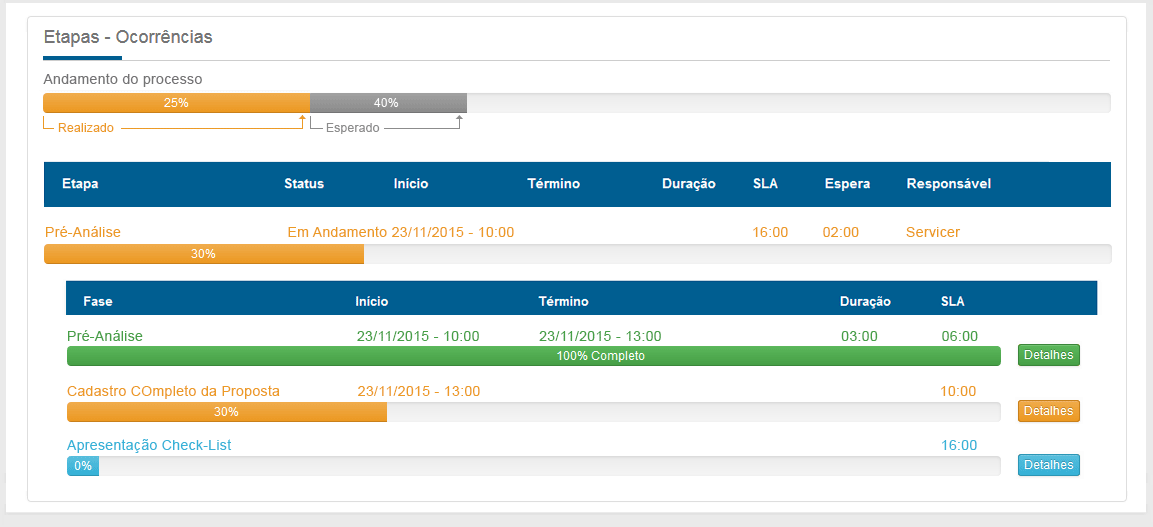 Etapas - Ocorrências
Andamento do processo
25% 40%
Realizado Esperado
Etapa Status Início Término Duração SLA Espera Responsável
Pré-Análise Em Andamento 23/11/2015 - 10:00 16:00 02:00 Servicer
30%
Fase Início Término Duração SLA
Pré-Análise 23/11/2015 - 10:00 23/11/2015 - 13:00 03:00 06:00
100% Completo Detalhes
Cadastro COmpleto da Proposta 23/11/2015 - 13:00 10:00
30% Detalhes
Apresentação Check-List 16:00
0% Detalhes